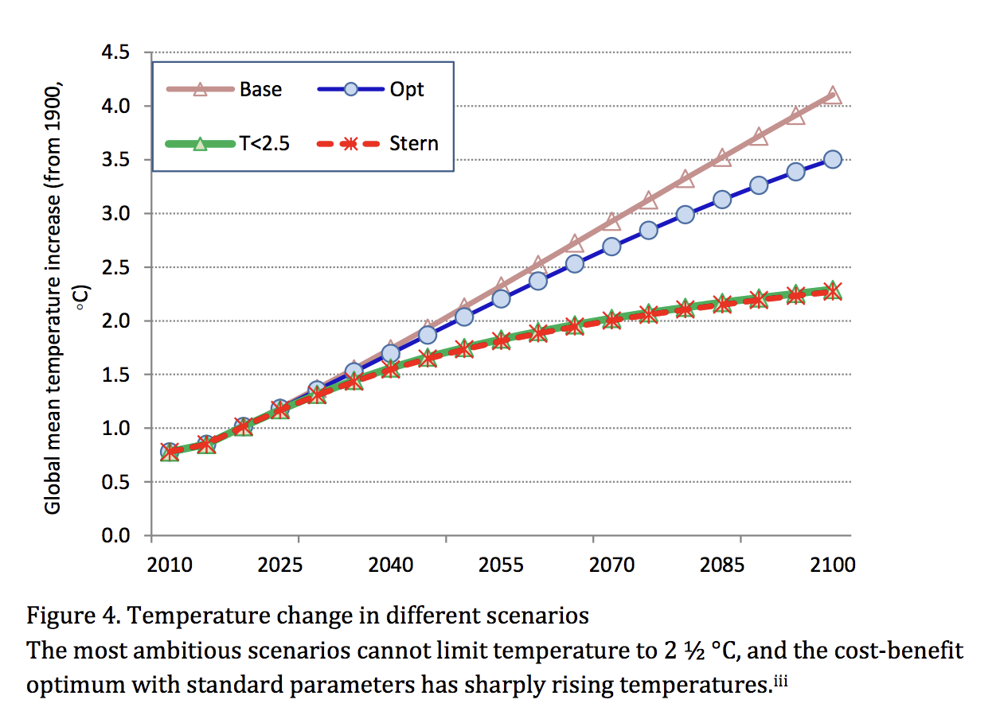 Global mean temperature increase (from 1900,
°C)
4.5
4.0
3.5
3.0
2.5
2.0
1.5
1.0
0.5
0.0
Base
Opt
T<2.5
Stern
2010 2025 2040 2055 2070 2085 2100
Figure 4. Temperature change in different scenarios
The most ambitious scenarios cannot limit temperature to 2 ½ °C, and the cost-benefit
optimum with standard parameters has sharply rising temperatures.iii